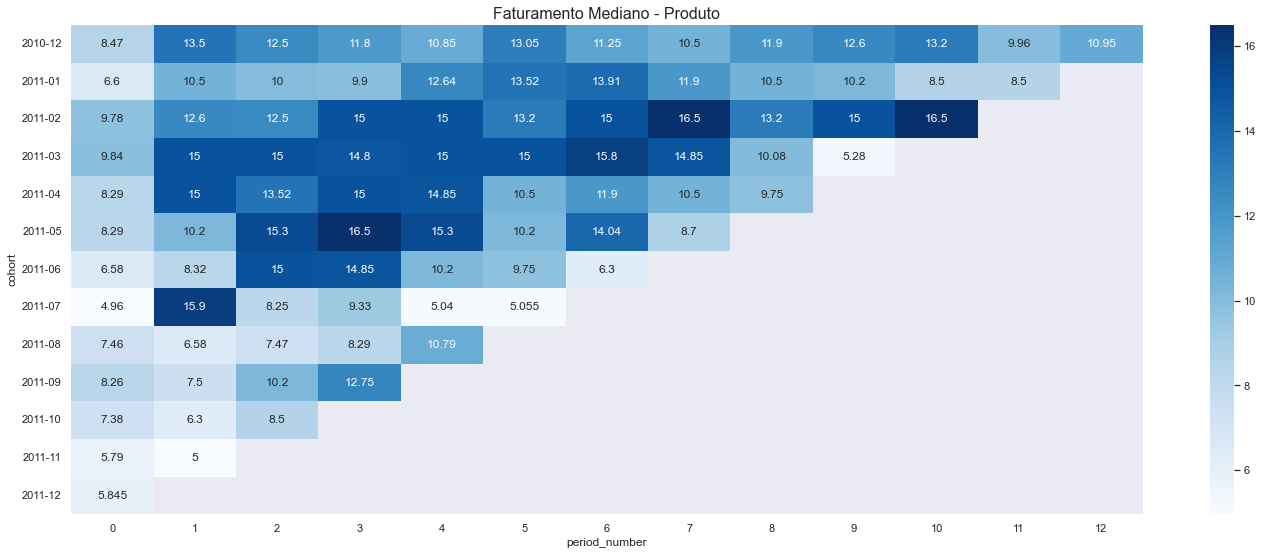 Faturamento Mediano - Produto
2010-12 8.47 13.5 12.5 11.8 10.85 13.05 11.25 10.5 11.9 12.6 13.2 9.96 10.95
2011-01 6.6 10.5 10 9.9 12.64 13.52 13.91 11.9 10.5 10.2 8.5 8.5
2011-02 9.78 12.6 12.5 15 15 13.2 15 16.5 13.2 15 16.5
2011-03 9.84 15 15 14.8 15 15 15.8 14.85 10.08 5.28
2011-04 8.29 15 13.52 15 14.85 10.5 11.9 10.5 9.75
2011-05 8.29 10.2 15.3 16.5 15.3 10.2 14.04 8.7
2011-06 6.58 8.32 15 14.85 10.2 9.75 6.3
2011-07 4.96 15.9 8.25 9.33 5.04 5.055
2011-08 7.46 6.58 7.47 8.29 10.79
2011-09 8.26 7.5 10.2 12.75
2011-10 7.38 6.3 8.5
2011-11 5.79 5
2011-12 5.845
0 1 2 3 4 5 6 7 8 9 10 11 12
period_number
cohort
16
14
12
10
8
6